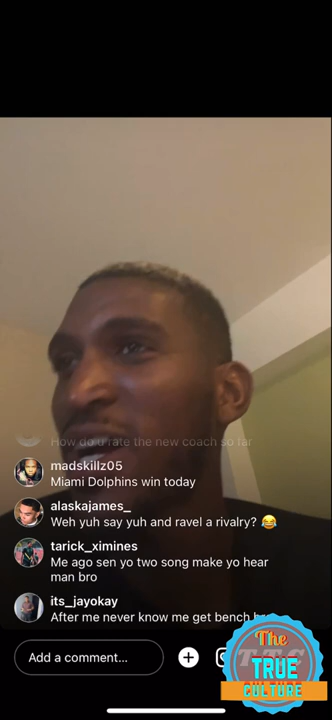 How do u rate the new coach so far
madskillz05
Miami Dolphins win today
alaskajames_
Weh yuh say yuh and ravel a rivalry? 😂
tarick_ximines
Me ago sen yo two song make yo hear
man bro
its_jayokay
After me never know me get bench
Add a comment...
The
TRUE
CULTURE